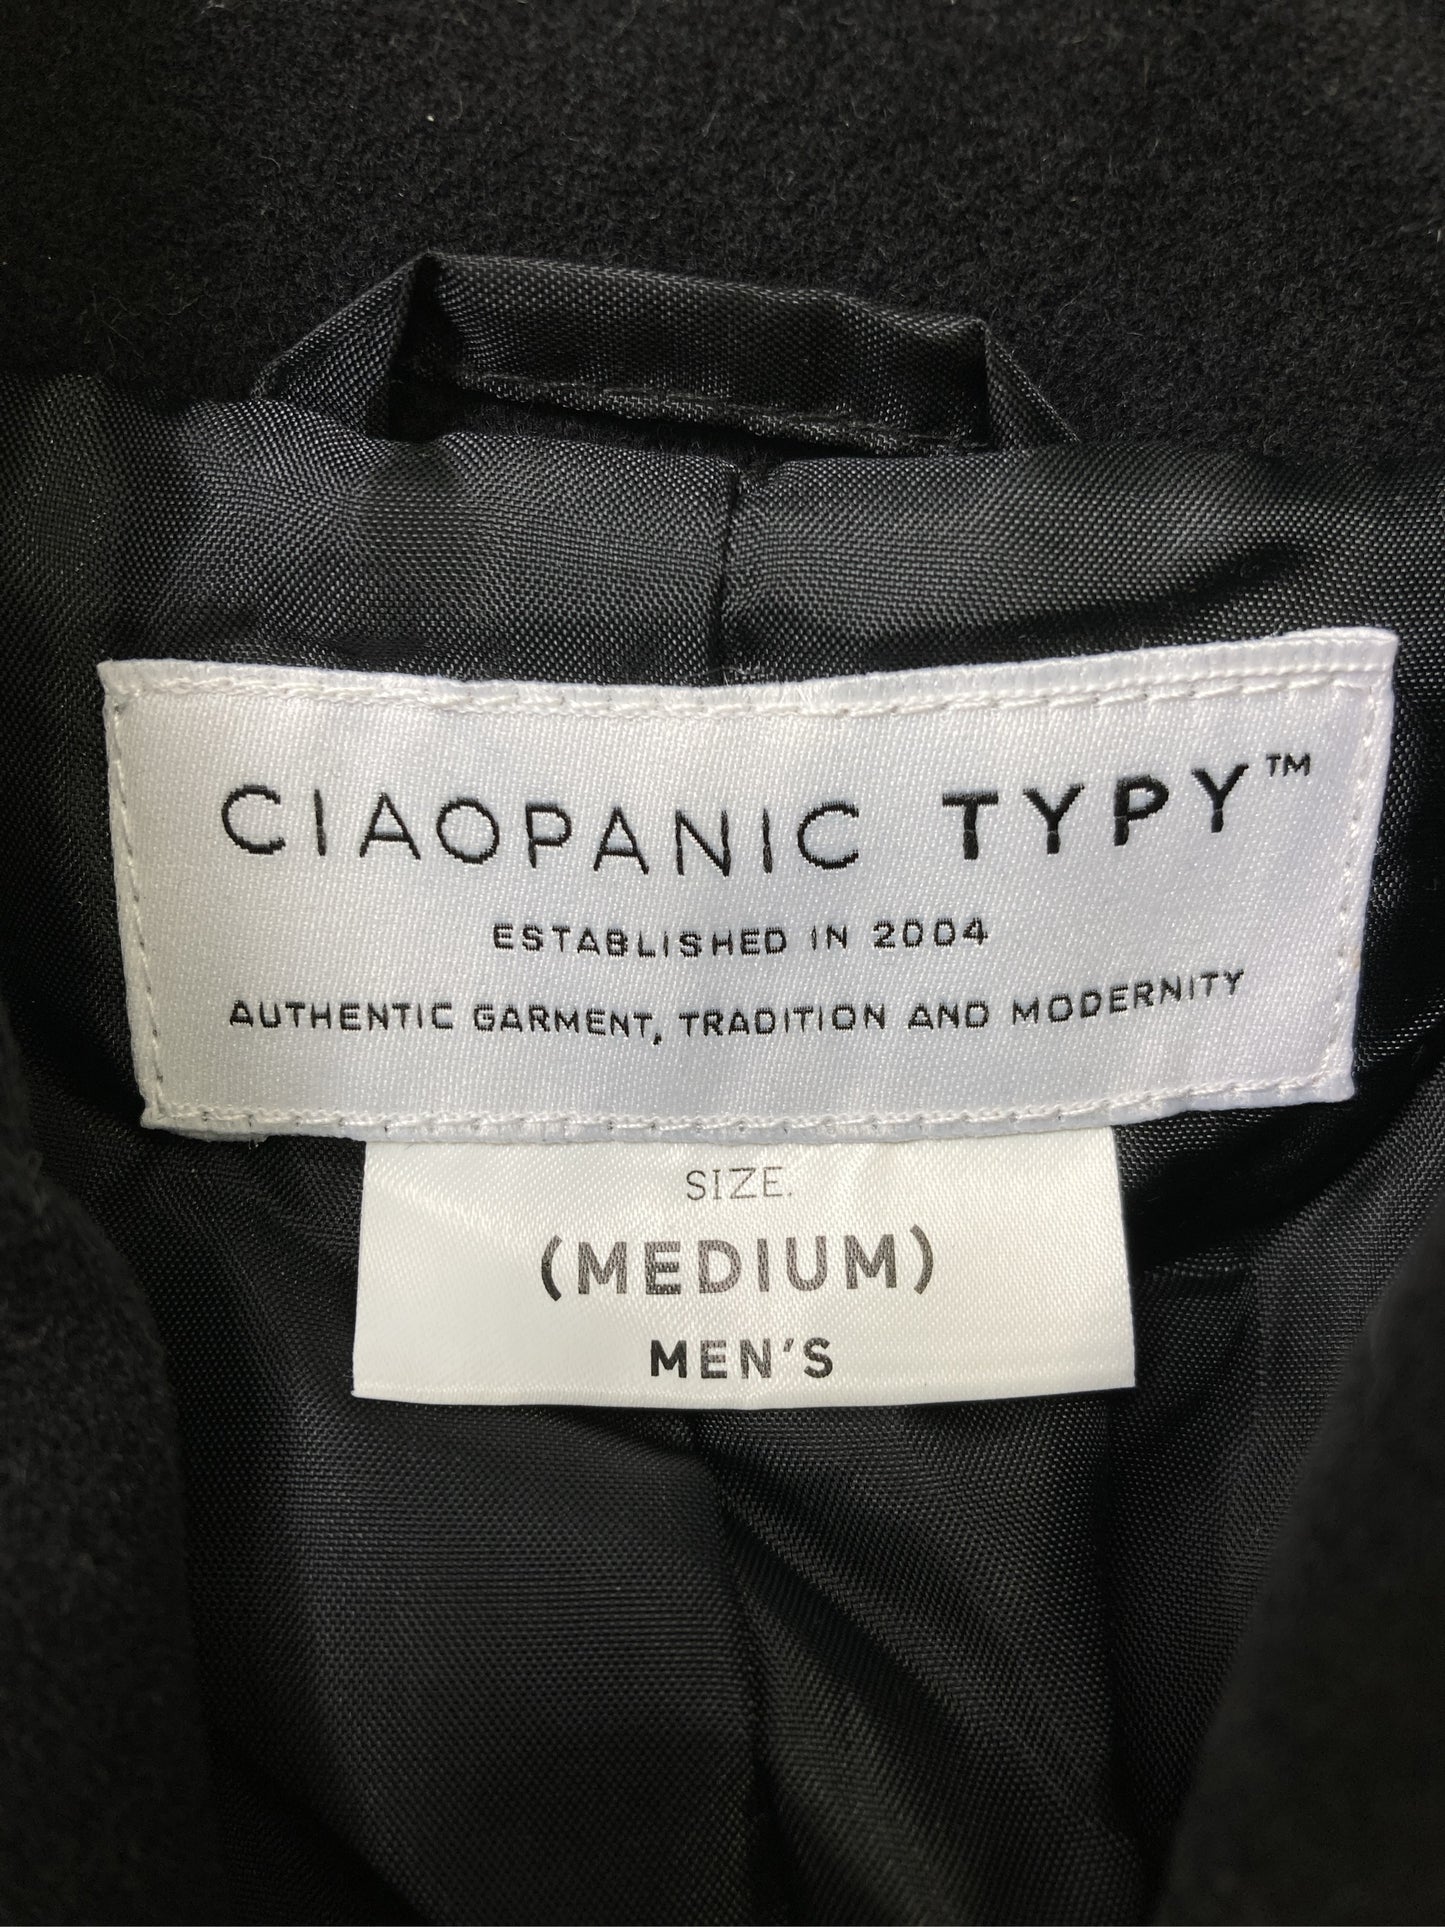 CIAOPANIC TYPY™
ESTABLISHED IN 2004
AUTHENTIC GARMENT, TRADITION AND MODERNITY
SIZE.
(MEDIUM)
MEN'S